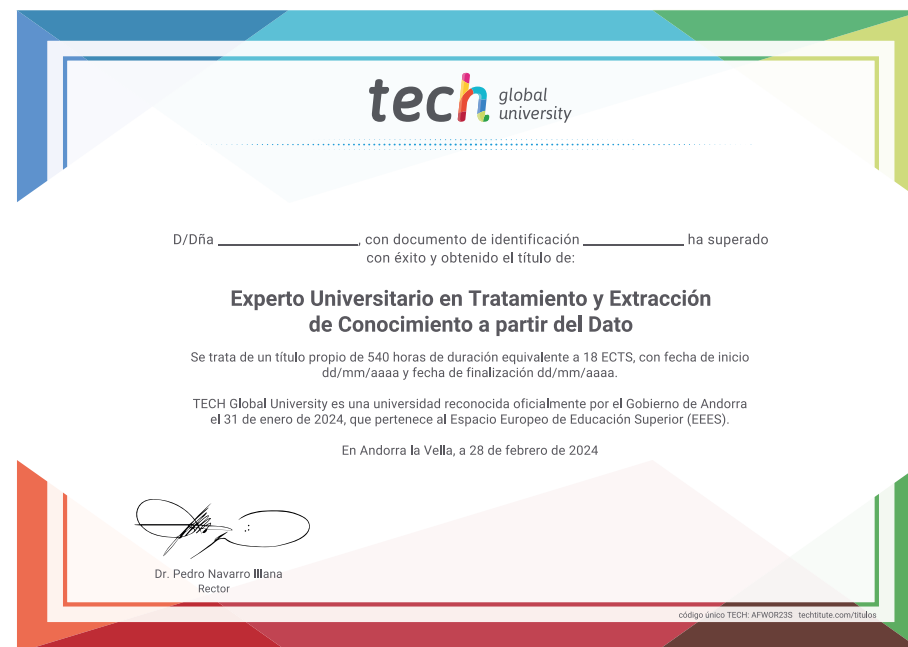 tech global university
D/Dña ____________________, con documento de identificación ______________ ha superado
con éxito y obtenido el título de:
Experto Universitario en Tratamiento y Extracción
de Conocimiento a partir del Dato
Se trata de un título propio de 540 horas de duración equivalente a 18 ECTS, con fecha de inicio
dd/mm/aaaa y fecha de finalización dd/mm/aaaa.
TECH Global University es una universidad reconocida oficialmente por el Gobierno de Andorra
el 31 de enero de 2024, que pertenece al Espacio Europeo de Educación Superior (EEES).
En Andorra la Vella, a 28 de febrero de 2024
Dr. Pedro Navarro Illana
Rector
código único TECH: AFWOR23S techtitute.com/titulos